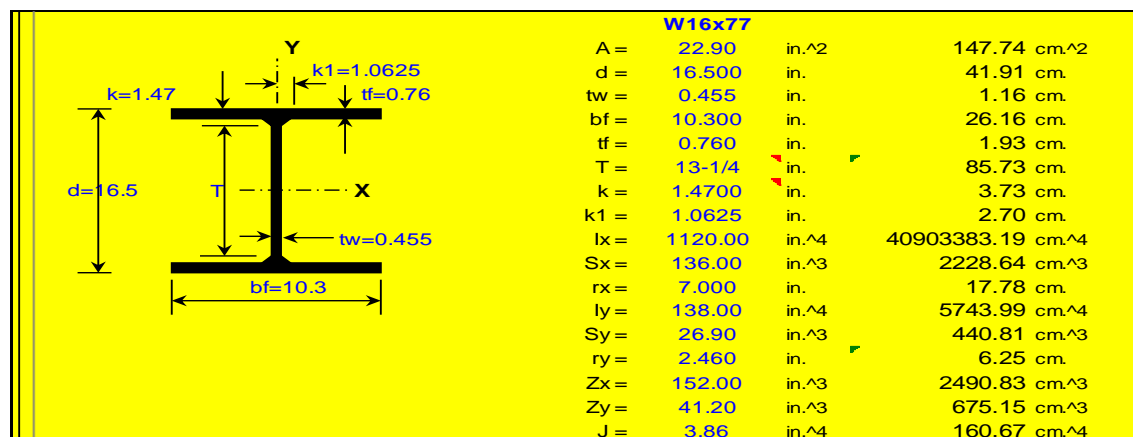 W16x77
Y
k1=1.0625
k=1.47
tf=0.76
d=16.5
T
X
tw=0.455
bf=10.3
A = 22.90 in.^2 147.74 cm.^2
d = 16.500 in. 41.91 cm.
tw = 0.455 in. 1.16 cm.
bf = 10.300 in. 26.16 cm.
tf = 0.760 in. 1.93 cm.
T = 13-1/4 in. 85.73 cm.
k = 1.4700 in. 3.73 cm.
k1 = 1.0625 in. 2.70 cm.
Ix = 1120.00 in.^4 40903383.19 cm.^4
Sx = 136.00 in.^3 2228.64 cm.^3
rx = 7.000 in. 17.78 cm.
Iy = 138.00 in.^4 5743.99 cm.^4
Sy = 26.90 in.^3 440.81 cm.^3
ry = 2.460 in. 6.25 cm.
Zx = 152.00 in.^3 2490.83 cm.^3
Zy = 41.20 in.^3 675.15 cm.^3
J = 3.86 in.^4 160.67 cm.^4